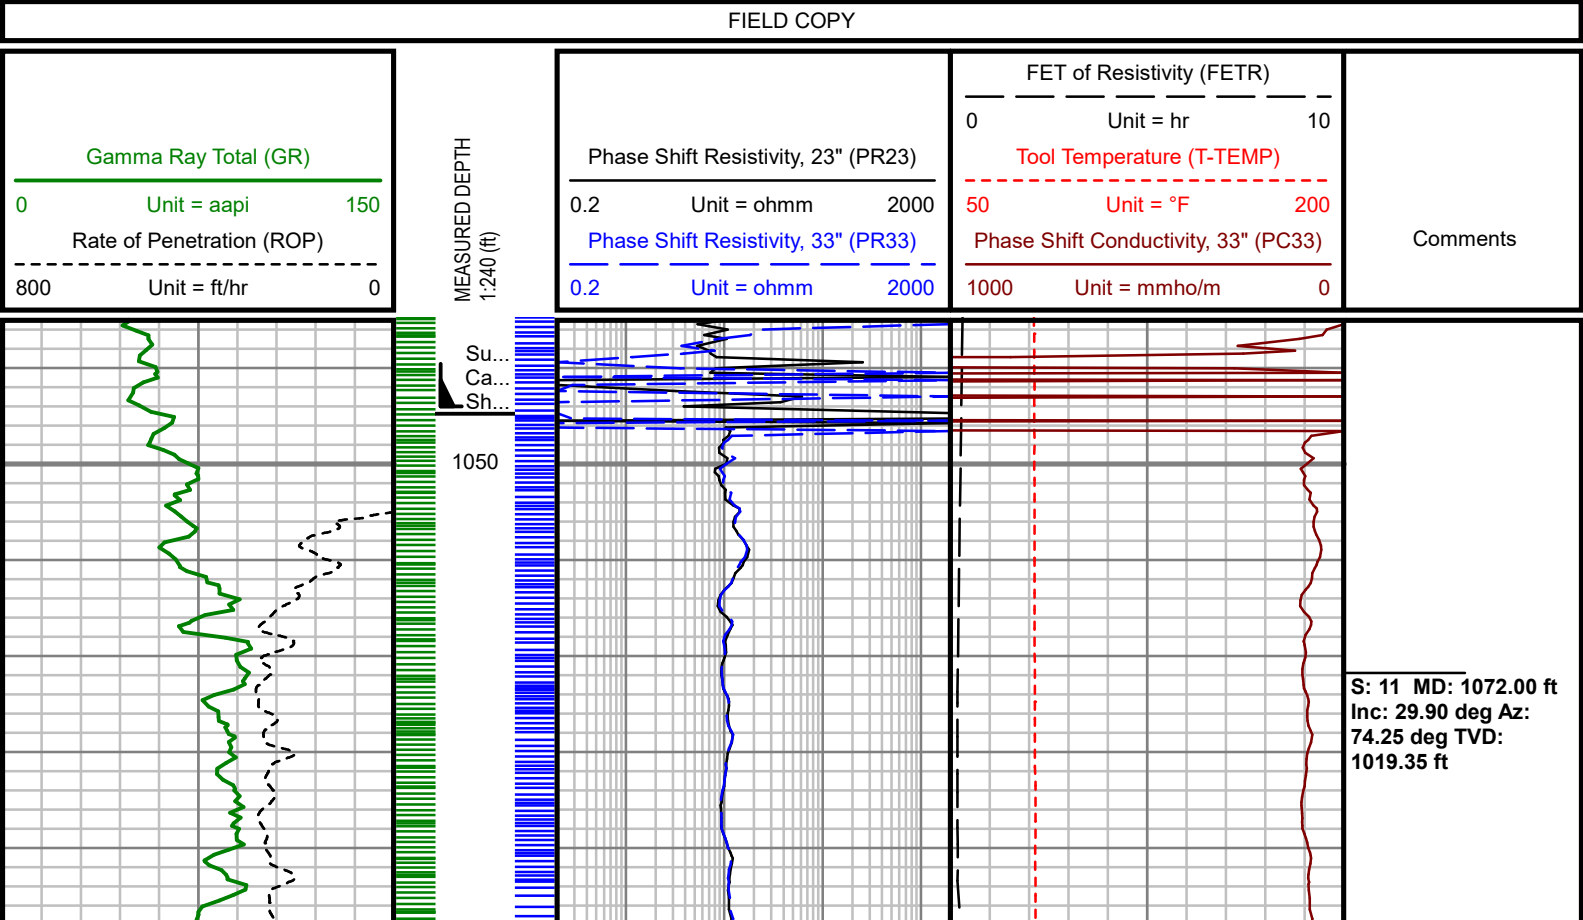 FIELD COPY
Gamma Ray Total (GR)
0 Unit = aapi 150
Rate of Penetration (ROP)
800 Unit = ft/hr 0
MEASURED DEPTH
1:240 (ft)
Phase Shift Resistivity, 23" (PR23)
0.2 Unit = ohmm 2000
Phase Shift Resistivity, 33" (PR33)
0.2 Unit = ohmm 2000
FET of Resistivity (FETR)
0 Unit = hr 10
Tool Temperature (T-TEMP)
50 Unit = °F 200
Phase Shift Conductivity, 33" (PC33)
1000 Unit = mmho/m 0
Comments
Su...
Ca...
Sh...
1050
S: 11 MD: 1072.00 ft
Inc: 29.90 deg Az:
74.25 deg TVD:
1019.35 ft